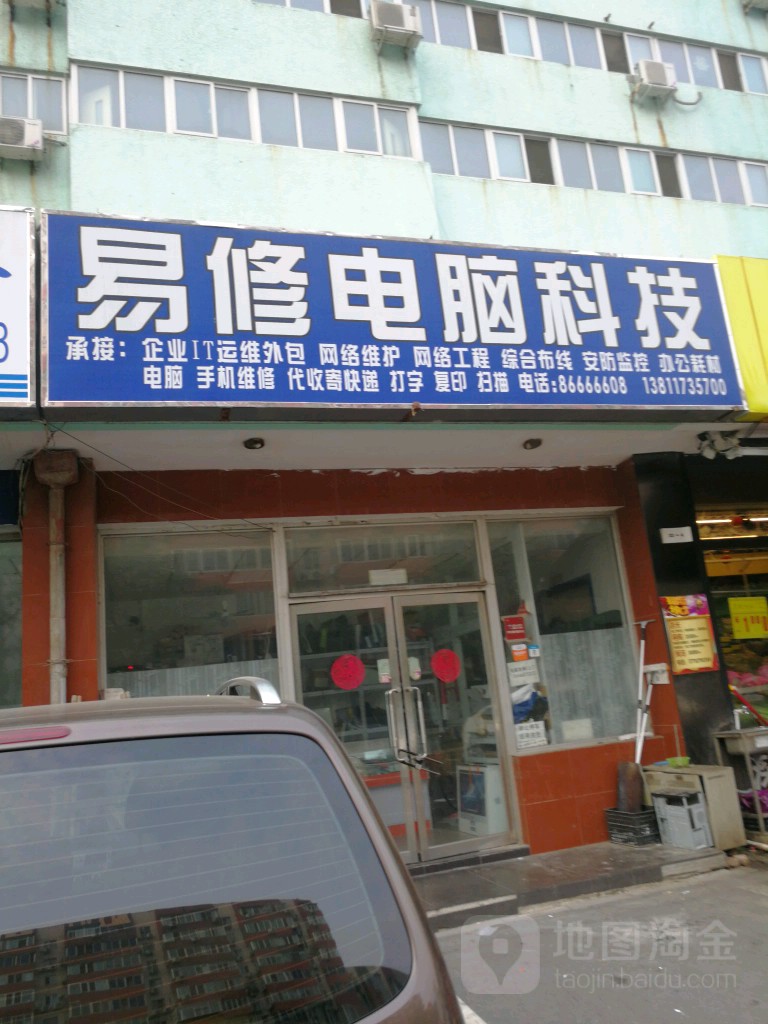 易修电脑科技
承接：企业IT运维外包 网络维护 网络工程 综合布线 安防监控 办公耗材
电脑 手机维修 代收寄快递 打字 复印 扫描 电话:86666608 13811735700
8
地图淘金
taojin.baidu.com